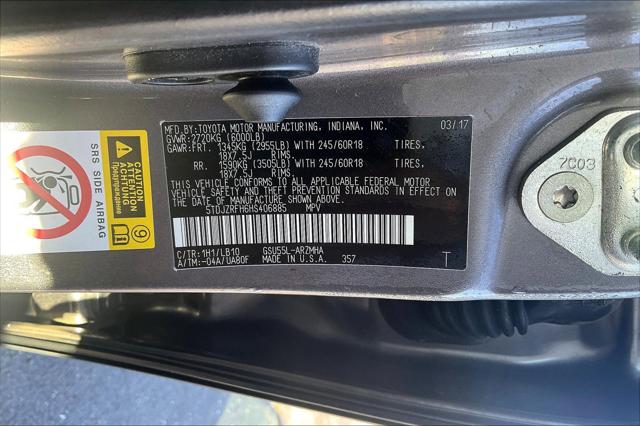 MFD. BY: TOYOTA MOTOR MANUFACTURING, INDIANA, INC. 03/17
GVWR: 2720KG (6000LB)
GAWR: FRT. 1345KG (2955LB) WITH 245/60R18 TIRES,
18X7.5J RIMS.
RR. 1590KG (3505LB) WITH 245/60R18 TIRES,
18X7.5J RIMS.
THIS VEHICLE CONFORMS TO ALL APPLICABLE FEDERAL MOTOR
VEHICLE SAFETY AND THEFT PREVENTION STANDARDS IN EFFECT
ON THE DATE OF MANUFACTURE SHOWN ABOVE.
5TDJZRFH6HS406885 MPV
C/TR: 1H1/LB10 GSU55L-ARZMHA
A/TM: -04A/UA80F MADE IN U.S.A. 357 T
SRS SIDE AIRBAG
CAUTION
ATTENTION
9
7C03